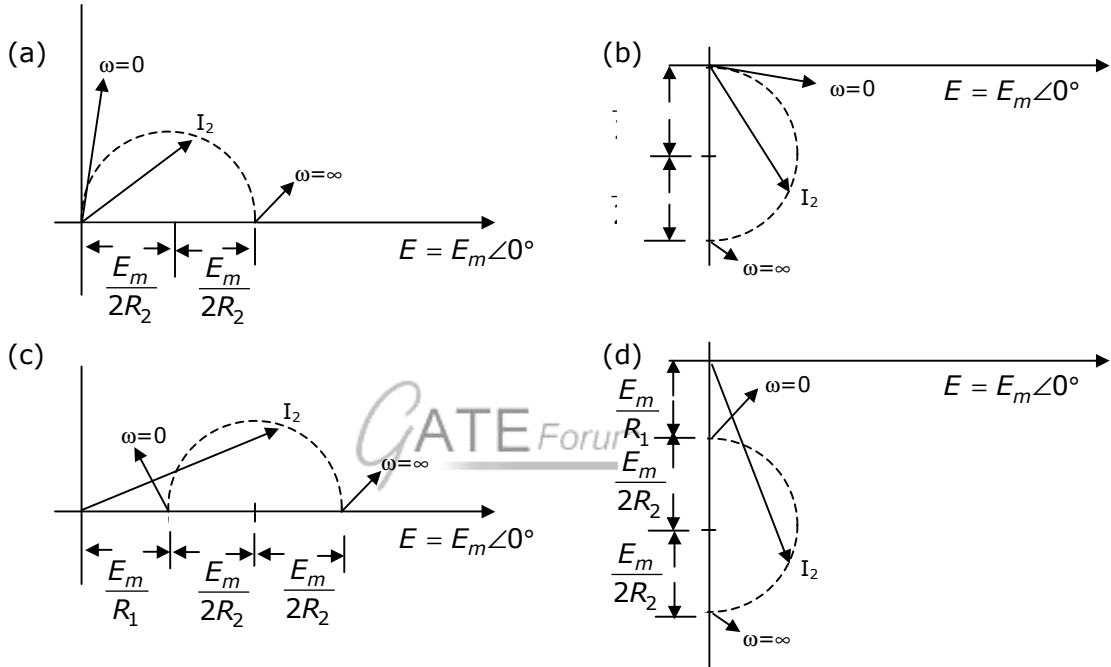 (a)
ω=0
I₂
ω=∞
E = Eₘ∠0°
Eₘ
2R₂
Eₘ
2R₂
(b)
ω=0
E = Eₘ∠0°
I₂
ω=∞
(c)
ω=0
I₂
ω=∞
E = Eₘ∠0°
Eₘ
R₁
Eₘ
2R₂
Eₘ
2R₂
GATE Forum
(d)
ω=0
E = Eₘ∠0°
Eₘ
R₁
Eₘ
2R₂
Eₘ
2R₂
I₂
ω=∞